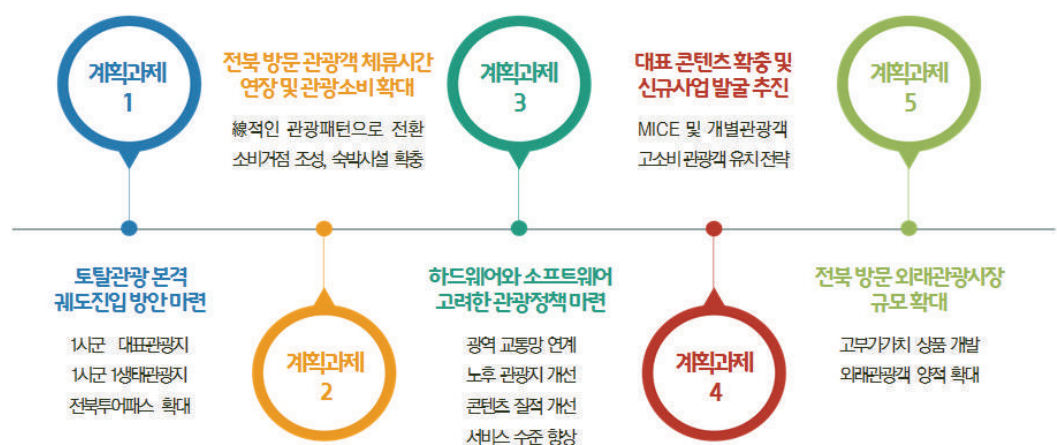 계획과제
1
토탈관광 본격
궤도진입 방안 마련
1시군 대표관광지
1시군 1생태관광지
전북투어패스 확대
전북 방문 관광객 체류시간
연장 및 관광소비 확대
線적인 관광패턴으로 전환
소비거점 조성, 숙박시설 확충
계획과제
2
계획과제
3
하드웨어와 소프트웨어
고려한 관광정책 마련
광역 교통망 연계
노후 관광지 개선
콘텐츠 질적 개선
서비스 수준 향상
대표 콘텐츠 확충 및
신규사업 발굴 추진
MICE 및 개별관광객
고소비 관광객 유치 전략
계획과제
4
계획과제
5
전북 방문 외래관광시장
규모 확대
고부가가치 상품 개발
외래관광객 양적 확대